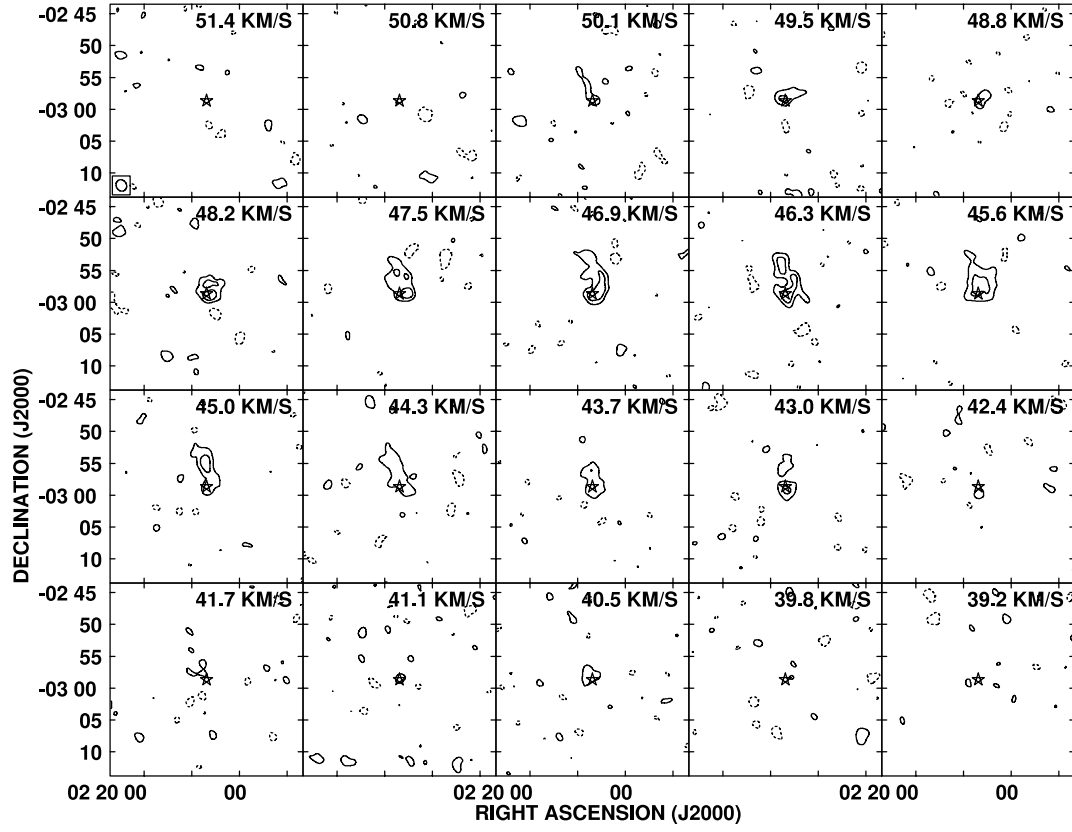 -02 45
50
55
-03 00
05
10
51.4 KM/S
50.8 KM/S
50.1 KM/S
49.5 KM/S
48.8 KM/S
-02 45
50
55
-03 00
05
10
48.2 KM/S
47.5 KM/S
46.9 KM/S
46.3 KM/S
45.6 KM/S
-02 45
50
55
-03 00
05
10
45.0 KM/S
44.3 KM/S
43.7 KM/S
43.0 KM/S
42.4 KM/S
-02 45
50
55
-03 00
05
10
41.7 KM/S
41.1 KM/S
40.5 KM/S
39.8 KM/S
39.2 KM/S
DECLINATION (J2000)
02 20 00
00
02 20 00
00
02 20 00
00
RIGHT ASCENSION (J2000)